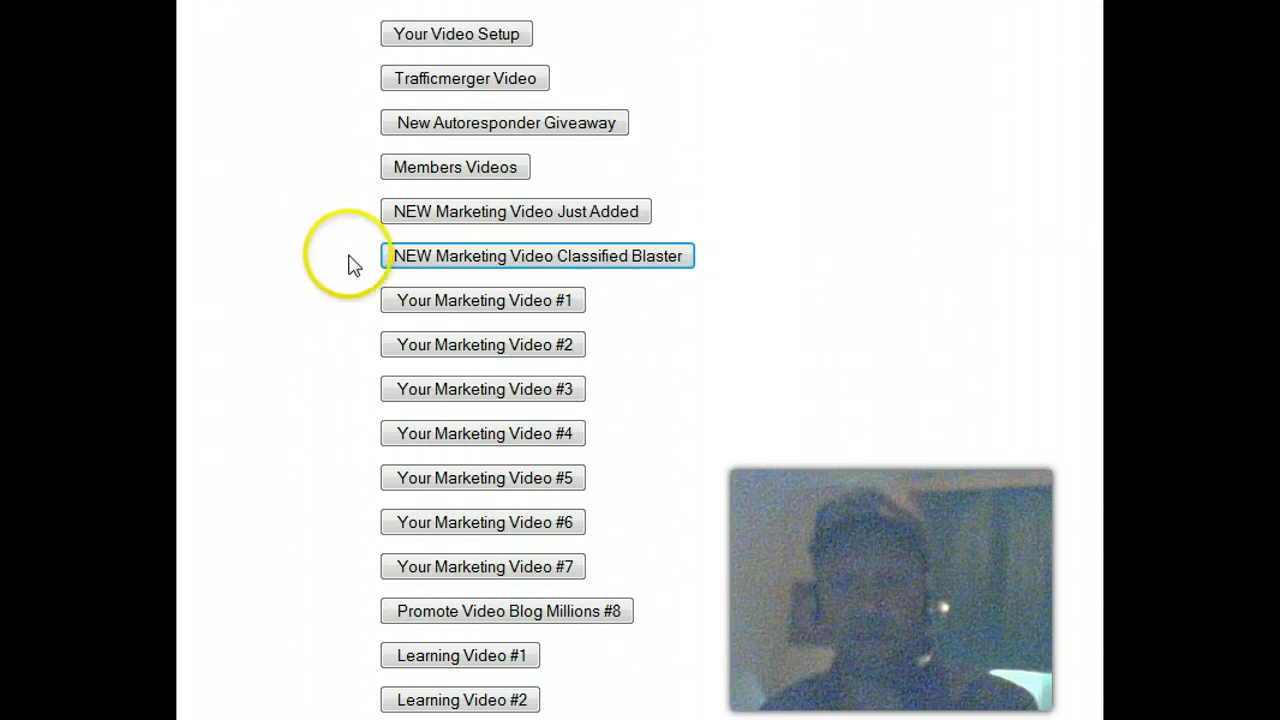 Your Video Setup
Trafficmerger Video
New Autoresponder Giveaway
Members Videos
NEW Marketing Video Just Added
NEW Marketing Video Classified Blaster
Your Marketing Video #1
Your Marketing Video #2
Your Marketing Video #3
Your Marketing Video #4
Your Marketing Video #5
Your Marketing Video #6
Your Marketing Video #7
Promote Video Blog Millions #8
Learning Video #1
Learning Video #2